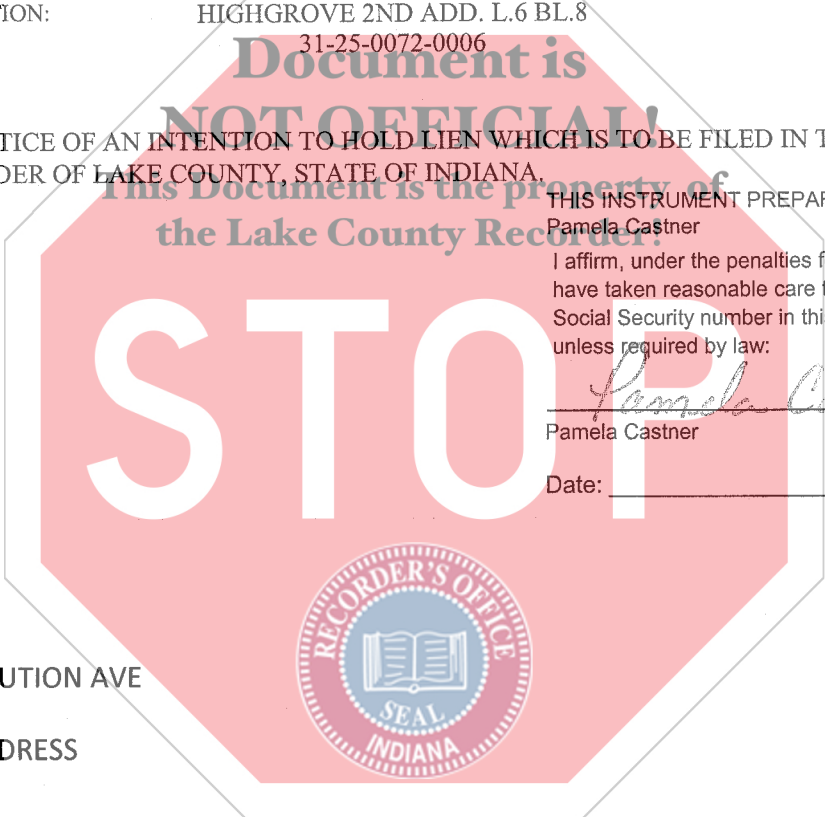 TION: HIGHGROVE 2ND ADD. L.6 BL.8
31-25-0072-0006
Document is
NOT OFFICIAL!
TICE OF AN INTENTION TO HOLD LIEN WHICH IS TO BE FILED IN T
DER OF LAKE COUNTY, STATE OF INDIANA.
This Document is the property of
the Lake County Recorder!
THIS INSTRUMENT PREPAR
Pamela Castner
I affirm, under the penalties f
have taken reasonable care t
Social Security number in thi
unless required by law:
Pamela C
Pamela Castner
Date:
STOP
RECORDER'S OFFICE
SEAL
INDIANA
UTION AVE
DRESS